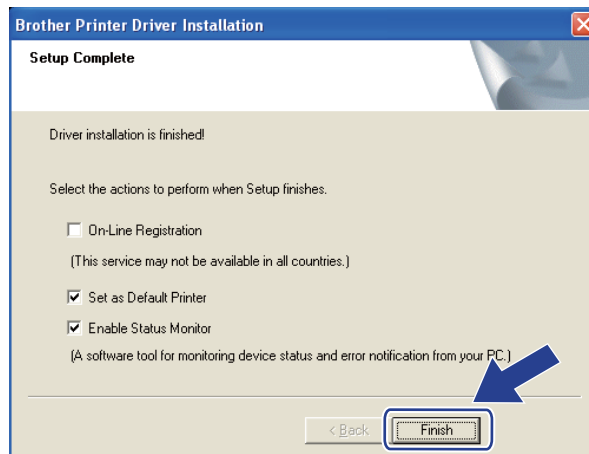 Brother Printer Driver Installation
Setup Complete
Driver installation is finished!
Select the actions to perform when Setup finishes.
On-Line Registration
(This service may not be available in all countries.)
Set as Default Printer
Enable Status Monitor
(A software tool for monitoring device status and error notification from your PC.)
< Back
Finish